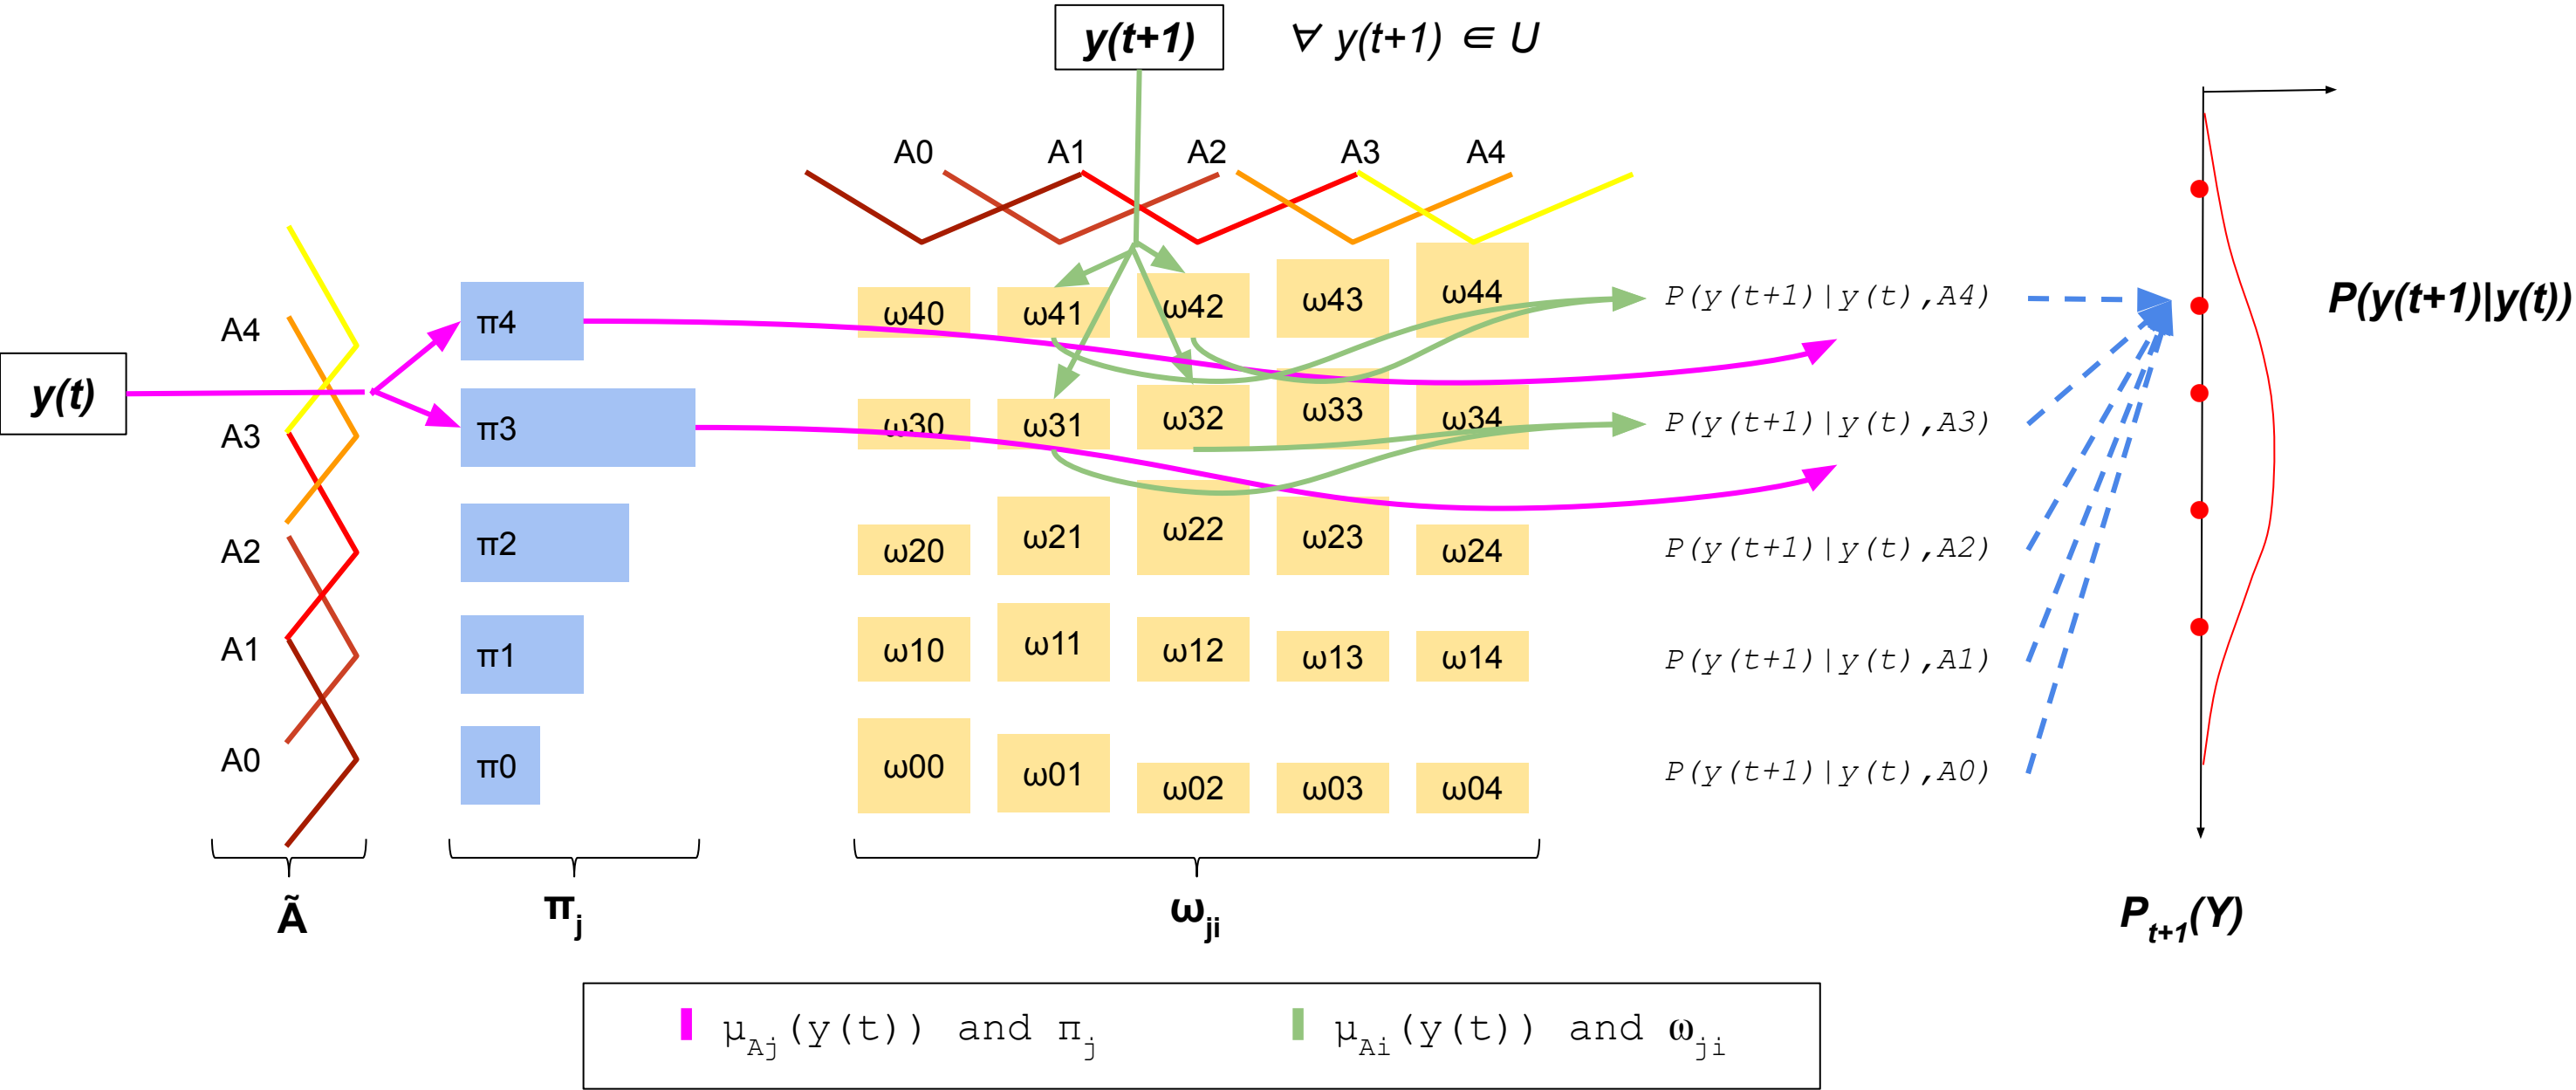 y(t+1) ∀ y(t+1) ∈ U
A0 A1 A2 A3 A4
P(y(t+1)|y(t))
A4 π4 ω40 ω41 ω42 ω43 ω44 P(y(t+1)|y(t),A4)
y(t)
A3 π3 ω30 ω31 ω32 ω33 ω34 P(y(t+1)|y(t),A3)
A2 π2 ω20 ω21 ω22 ω23 ω24 P(y(t+1)|y(t),A2)
A1 π1 ω10 ω11 ω12 ω13 ω14 P(y(t+1)|y(t),A1)
A0 π0 ω00 ω01 ω02 ω03 ω04 P(y(t+1)|y(t),A0)
Ã πj ωji Pt+1(Y)
μAj(y(t)) and πj μAi(y(t)) and ωji